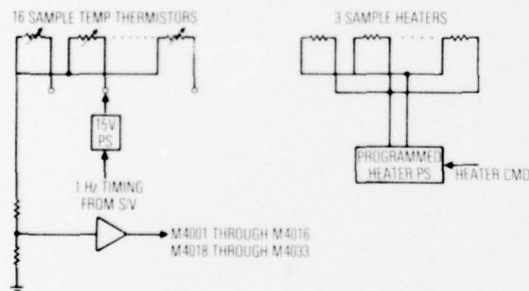 16 SAMPLE TEMP THERMISTORS
3 SAMPLE HEATERS
15V
PS
1 Hz TIMING
FROM S/V
PROGRAMMED
HEATER PS
HEATER CMD
M4001 THROUGH M4016
M4018 THROUGH M4033